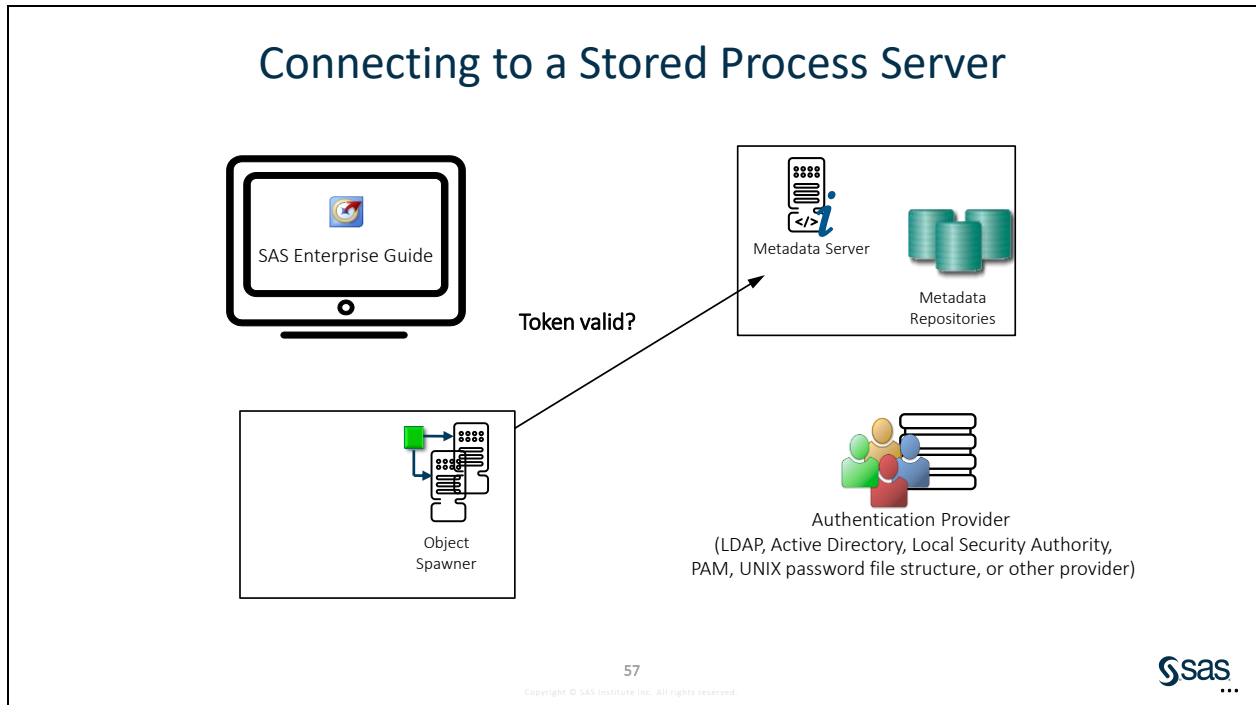 Connecting to a Stored Process Server
SAS Enterprise Guide
</>
i
Metadata Server
Metadata
Repositories
Token valid?
Object
Spawner
Authentication Provider
(LDAP, Active Directory, Local Security Authority,
PAM, UNIX password file structure, or other provider)
57
Copyright © SAS Institute Inc. All rights reserved.
sas
...